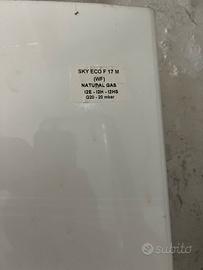 SKY ECO F 17 M
(WF)
NATURAL GAS
I2E - I2H - I2HS
G20 - 20 mbar
subito